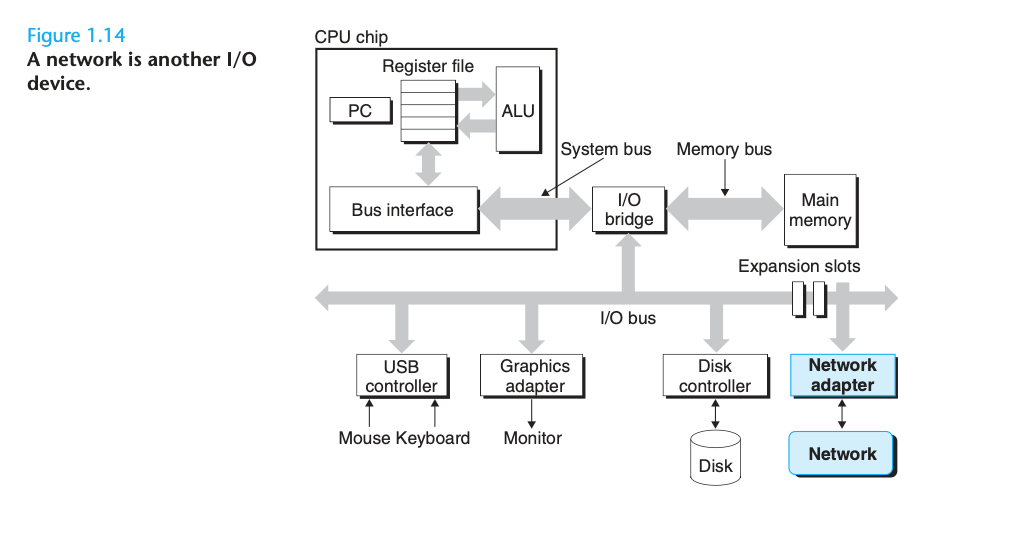 Figure 1.14
A network is another I/O
device.
CPU chip
Register file
PC
ALU
System bus
Memory bus
Bus interface
I/O
bridge
Main
memory
Expansion slots
I/O bus
USB
controller
Graphics
adapter
Disk
controller
Network
adapter
Mouse Keyboard
Monitor
Disk
Network